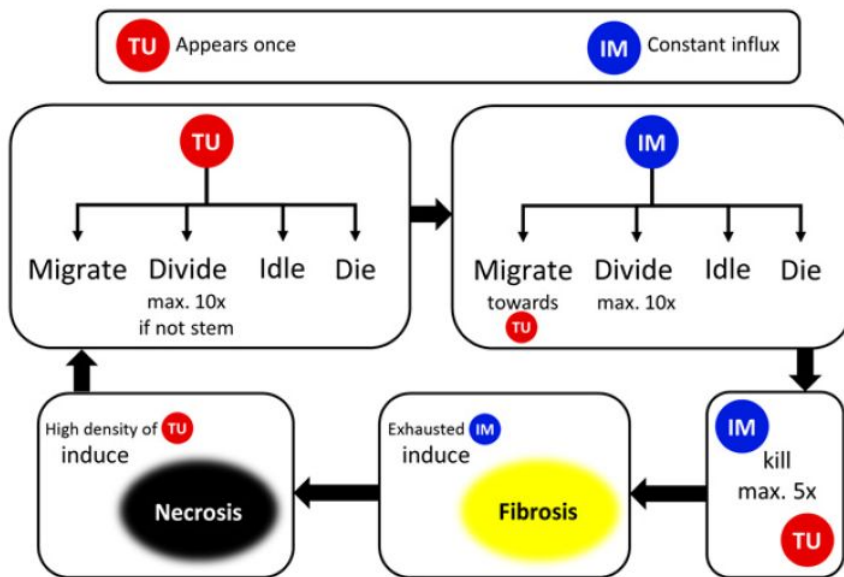 TU Appears once
IM Constant influx
TU
Migrate Divide Idle Die
max. 10x
if not stem
IM
Migrate Divide Idle Die
towards max. 10x
TU
High density of TU
induce
Necrosis
Exhausted IM
induce
Fibrosis
IM
kill
max. 5x
TU